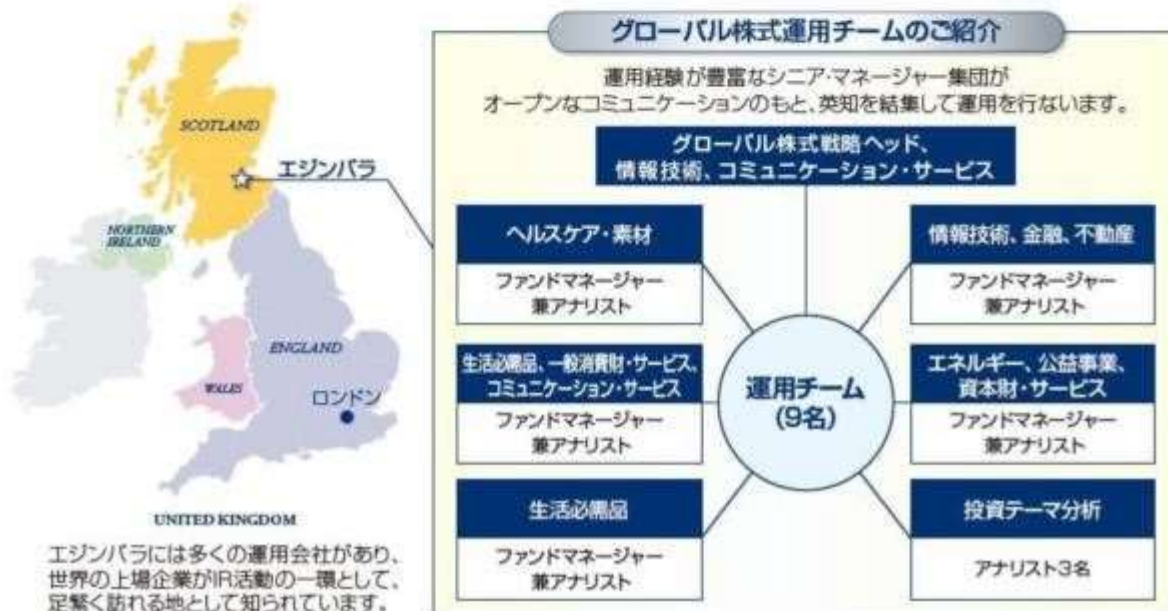 SCOTLAND
エジンバラ
NORTHERN
IRELAND
ENGLAND
WALES
ロンドン
UNITED KINGDOM
エジンバラには多くの運用会社があり、
世界の上場企業がIR活動の一環として、
足繁く訪れる地として知られています。
グローバル株式運用チームのご紹介
運用経験が豊富なシニア・マネージャー集団が
オープンなコミュニケーションのもと、英知を結集して運用を行ないます。
グローバル株式戦略ヘッド、
情報技術、コミュニケーション・サービス
ヘルスケア・素材
ファンドマネージャー
兼アナリスト
情報技術、金融、不動産
ファンドマネージャー
兼アナリスト
生活必需品、一般消費財・サービス、
コミュニケーション・サービス
ファンドマネージャー
兼アナリスト
運用チーム
(9名)
エネルギー、公益事業、
資本財・サービス
ファンドマネージャー
兼アナリスト
生活必需品
ファンドマネージャー
兼アナリスト
投資テーマ分析
アナリスト3名